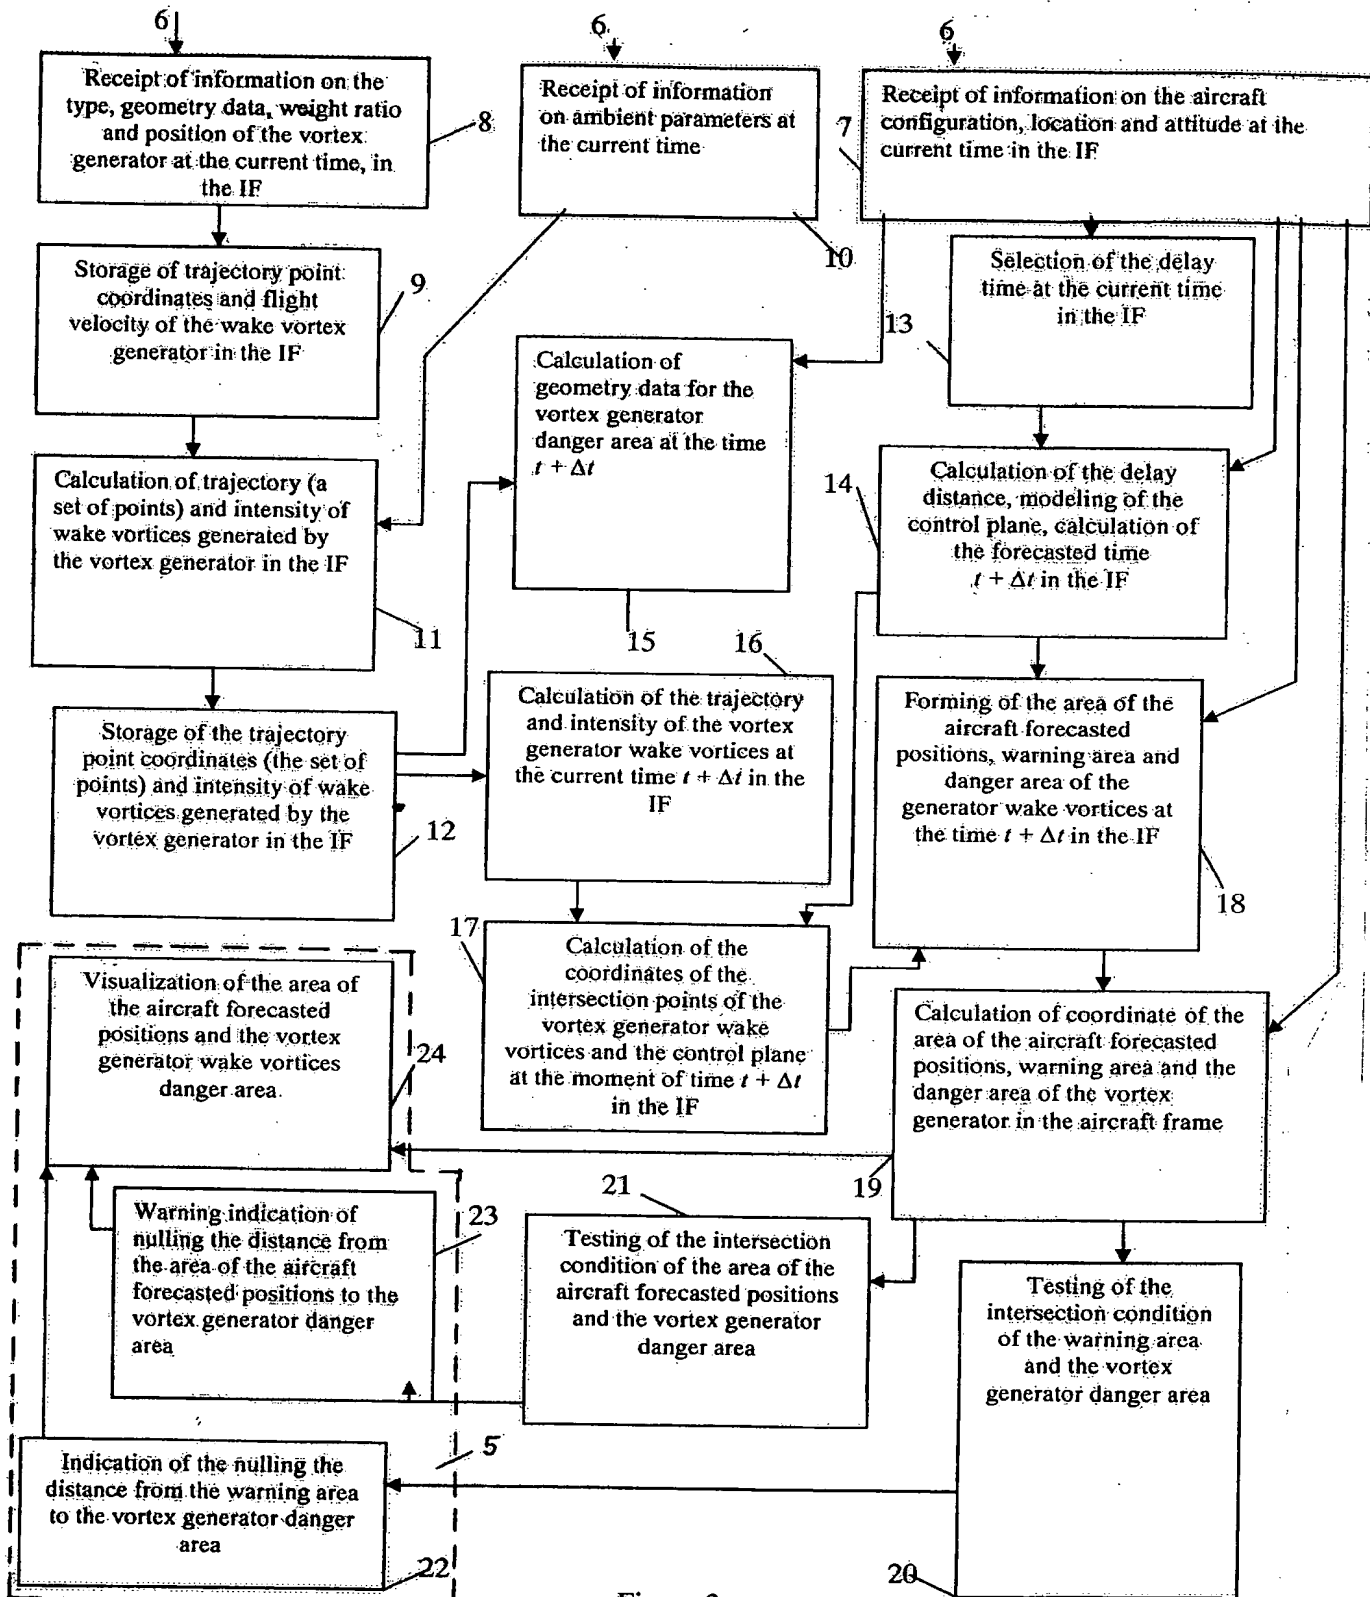 6
Receipt of information on the
type, geometry data, weight ratio
and position of the vortex
generator at the current time, in
the IF
8
6
Receipt of information
on ambient parameters at
the current time
10
6
7
Receipt of information on the aircraft
configuration, location and attitude at the
current time in the IF
Storage of trajectory point
coordinates and flight
velocity of the wake vortex
generator in the IF
9
Selection of the delay
time at the current time
in the IF
13
Calculation of
geometry data for the
vortex generator
danger area at the time
t + Δt
15
Calculation of trajectory (a
set of points) and intensity of
wake vortices generated by
the vortex generator in the IF
11
Calculation of the delay
distance, modeling of the
control plane, calculation of
the forecasted time
t + Δt in the IF
14
16
Calculation of the trajectory
and intensity of the vortex
generator wake vortices at
the current time t + Δt in the
IF
Forming of the area of the
aircraft forecasted
positions, warning area and
danger area of the
generator wake vortices at
the time t + Δt in the IF
18
Storage of the trajectory
point coordinates (the set of
points) and intensity of wake
vortices generated by the
vortex generator in the IF
12
17
Calculation of the
coordinates of the
intersection points of the
vortex generator wake
vortices and the control plane
at the moment of time t + Δt
in the IF
Visualization of the area of
the aircraft forecasted
positions and the vortex
generator wake vortices
danger area.
24
Calculation of coordinate of the
area of the aircraft forecasted
positions, warning area and the
danger area of the vortex
generator in the aircraft frame
19
Warning indication of
nulling the distance from
the area of the aircraft
forecasted positions to the
vortex generator danger
area
23
21
Testing of the intersection
condition of the area of the
aircraft forecasted positions
and the vortex generator
danger area
Testing of the
intersection condition
of the warning area
and the vortex
generator danger area
20
5
Indication of the nulling the
distance from the warning area
to the vortex generator danger
area
22